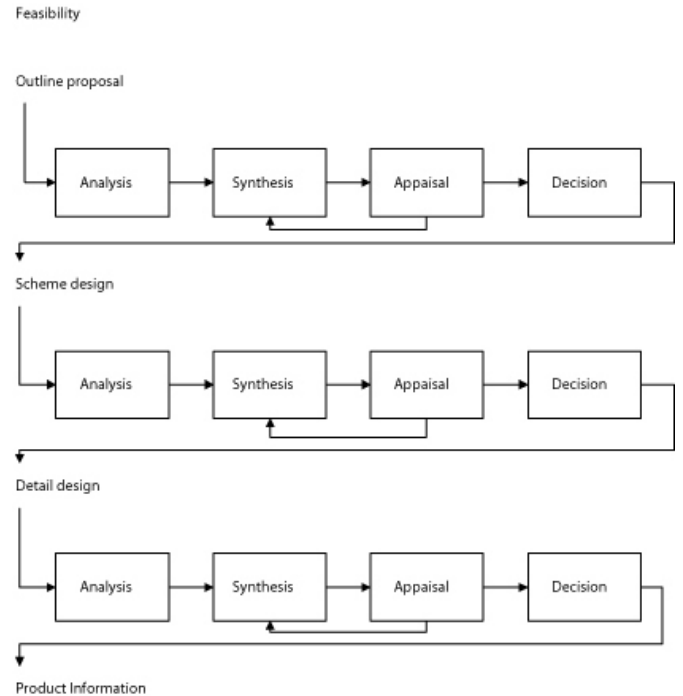 Feasibility
Outline proposal
Analysis
Synthesis
Appaisal
Decision
Scheme design
Analysis
Synthesis
Appaisal
Decision
Detail design
Analysis
Synthesis
Appaisal
Decision
Product Information